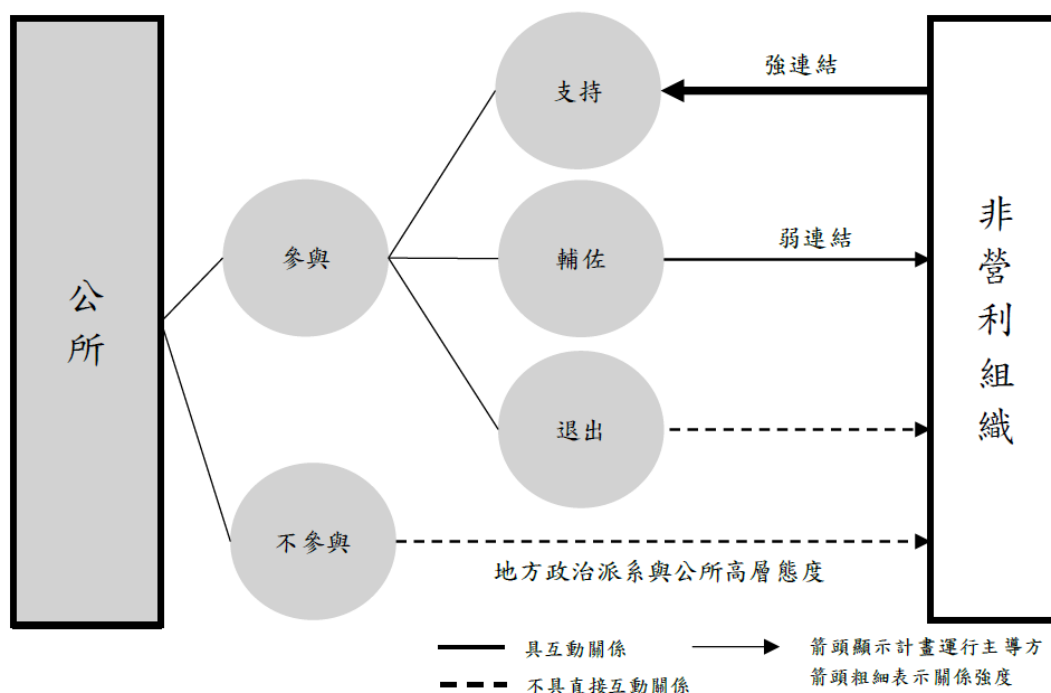 公所
參與
不參與
支持
輔佐
退出
強連結
弱連結
地方政治派系與公所高層態度
非營利組織
具互動關係
不具直接互動關係
箭頭顯示計畫運行主導方
箭頭粗細表示關係強度